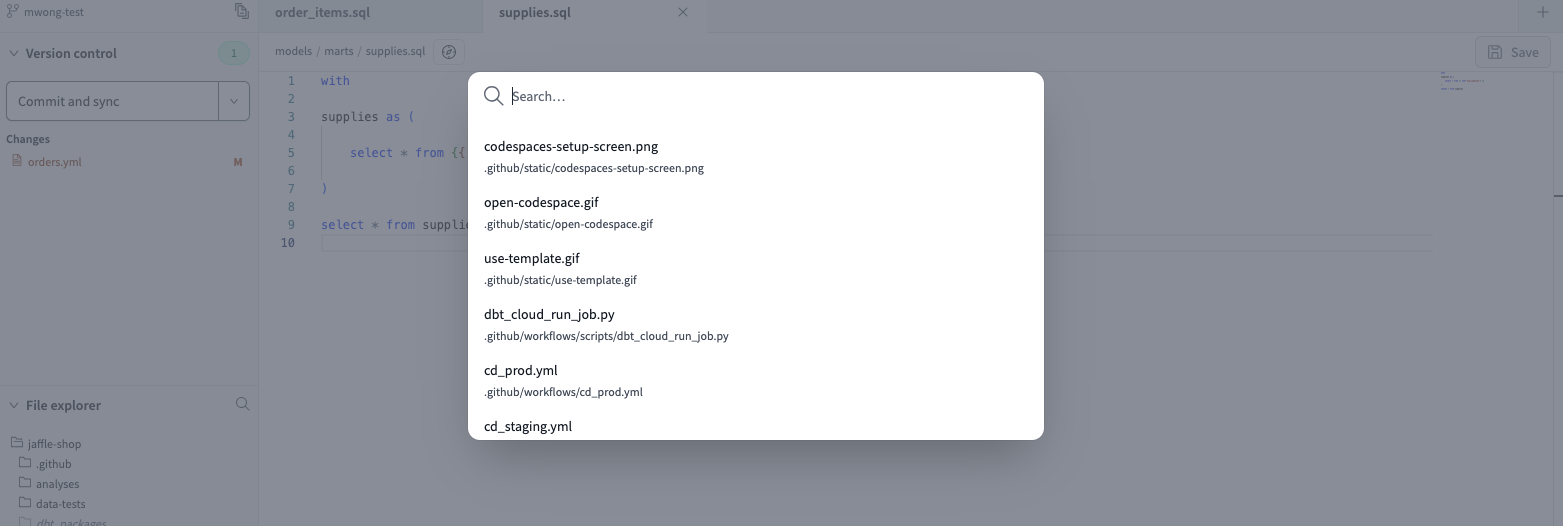 mwong-test
order_items.sql
supplies.sql
Version control
1
models / marts / supplies.sql
Save
Commit and sync
Changes
orders.yml
M
1 with
2
3 supplies as (
4
5 select * from {{
6
7 )
8
9 select * from supplie
10
Search...
codespaces-setup-screen.png
.github/static/codespaces-setup-screen.png
open-codespace.gif
.github/static/open-codespace.gif
use-template.gif
.github/static/use-template.gif
dbt_cloud_run_job.py
.github/workflows/scripts/dbt_cloud_run_job.py
cd_prod.yml
.github/workflows/cd_prod.yml
cd_staging.yml
File explorer
jaffle-shop
.github
analyses
data-tests
dbt_packages